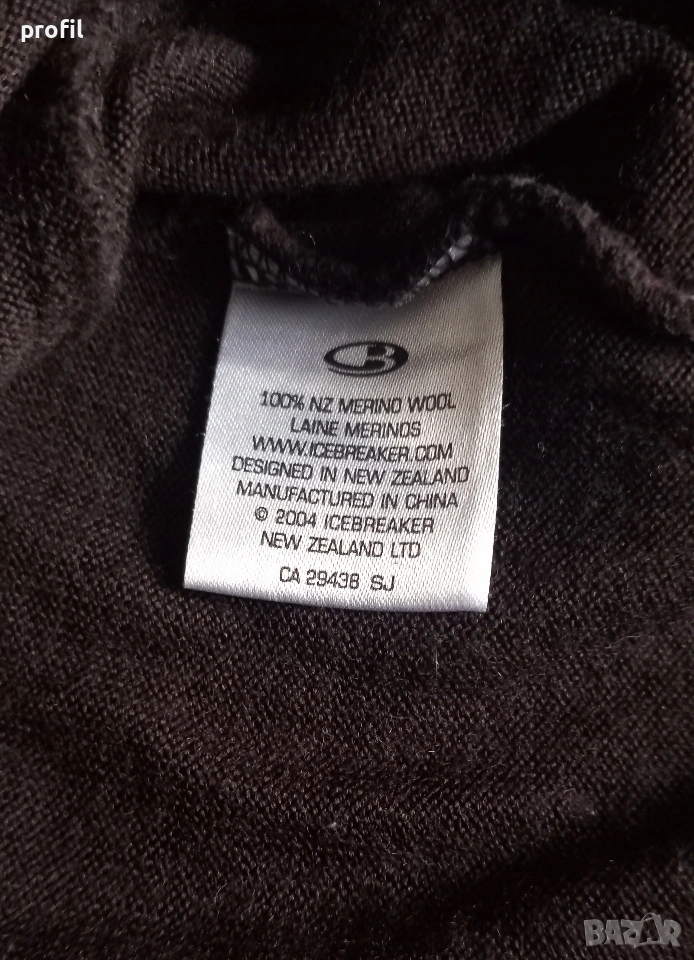 profil
100% NZ MERINO WOOL
LAINE MERINOS
WWW.ICEBREAKER.COM
DESIGNED IN NEW ZEALAND
MANUFACTURED IN CHINA
© 2004 ICEBREAKER
NEW ZEALAND LTD
CA 29438 SJ
BAZAR